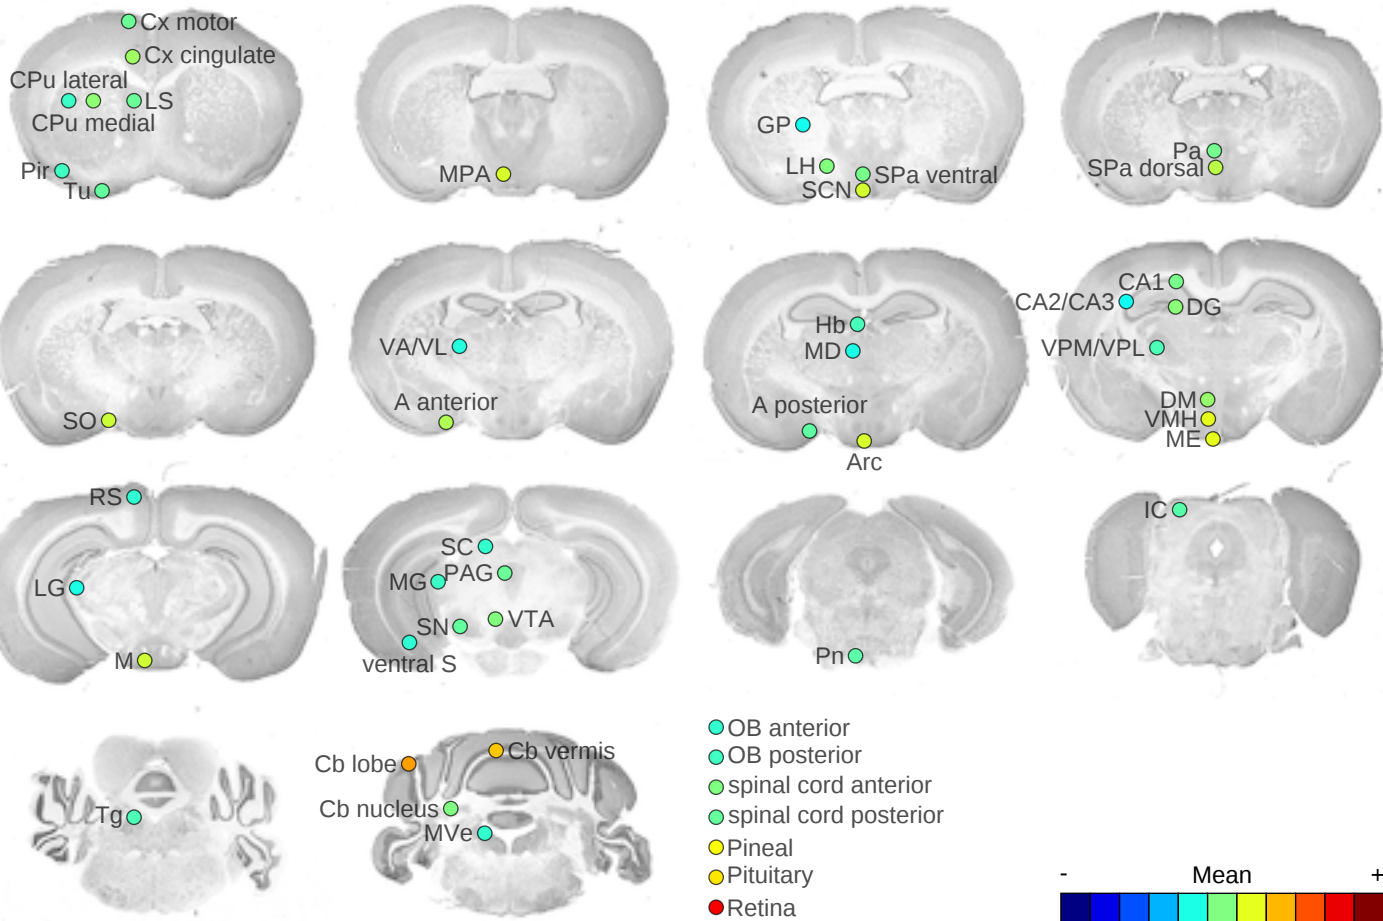 Cx motor
Cx cingulate
CPu lateral
LS
CPu medial
Pir
Tu
MPA
GP
LH
SPa ventral
SCN
Pa
SPa dorsal
SO
VA/VL
A anterior
Hb
MD
A posterior
Arc
CA1
CA2/CA3
DG
VPM/VPL
DM
VMH
ME
RS
LG
M
SC
MG
PAG
SN
VTA
ventral S
Pn
IC
Tg
Cb lobe
Cb vermis
Cb nucleus
MVe
OB anterior
OB posterior
spinal cord anterior
spinal cord posterior
Pineal
Pituitary
Retina
- Mean +